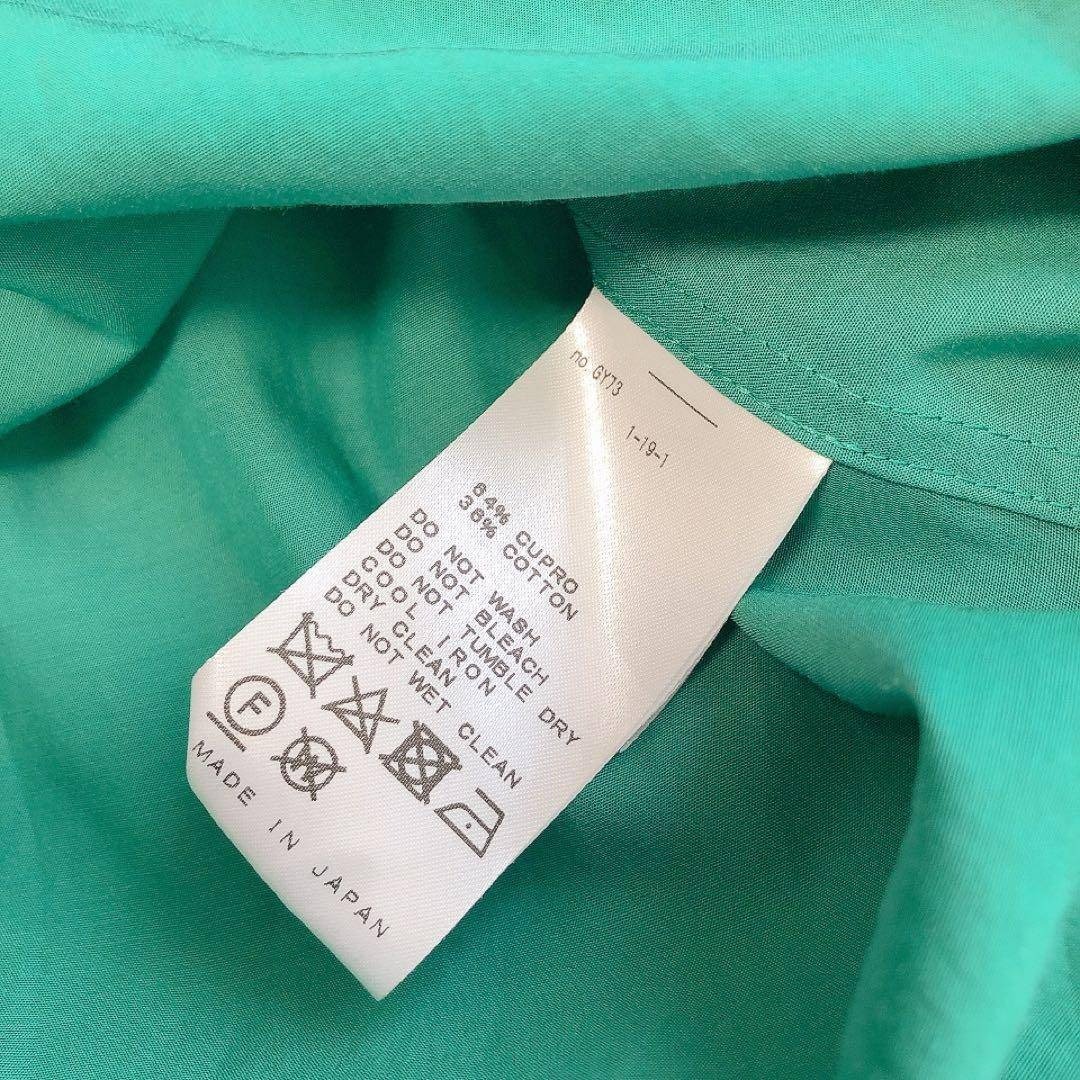 no.GY73
1-19-1
64% CUPRO
36% COTTON
DO NOT WASH
DO NOT BLEACH
DO NOT TUMBLE DRY
COOL IRON
DRY CLEAN
DO NOT WET CLEAN
F
W
MADE IN JAPAN